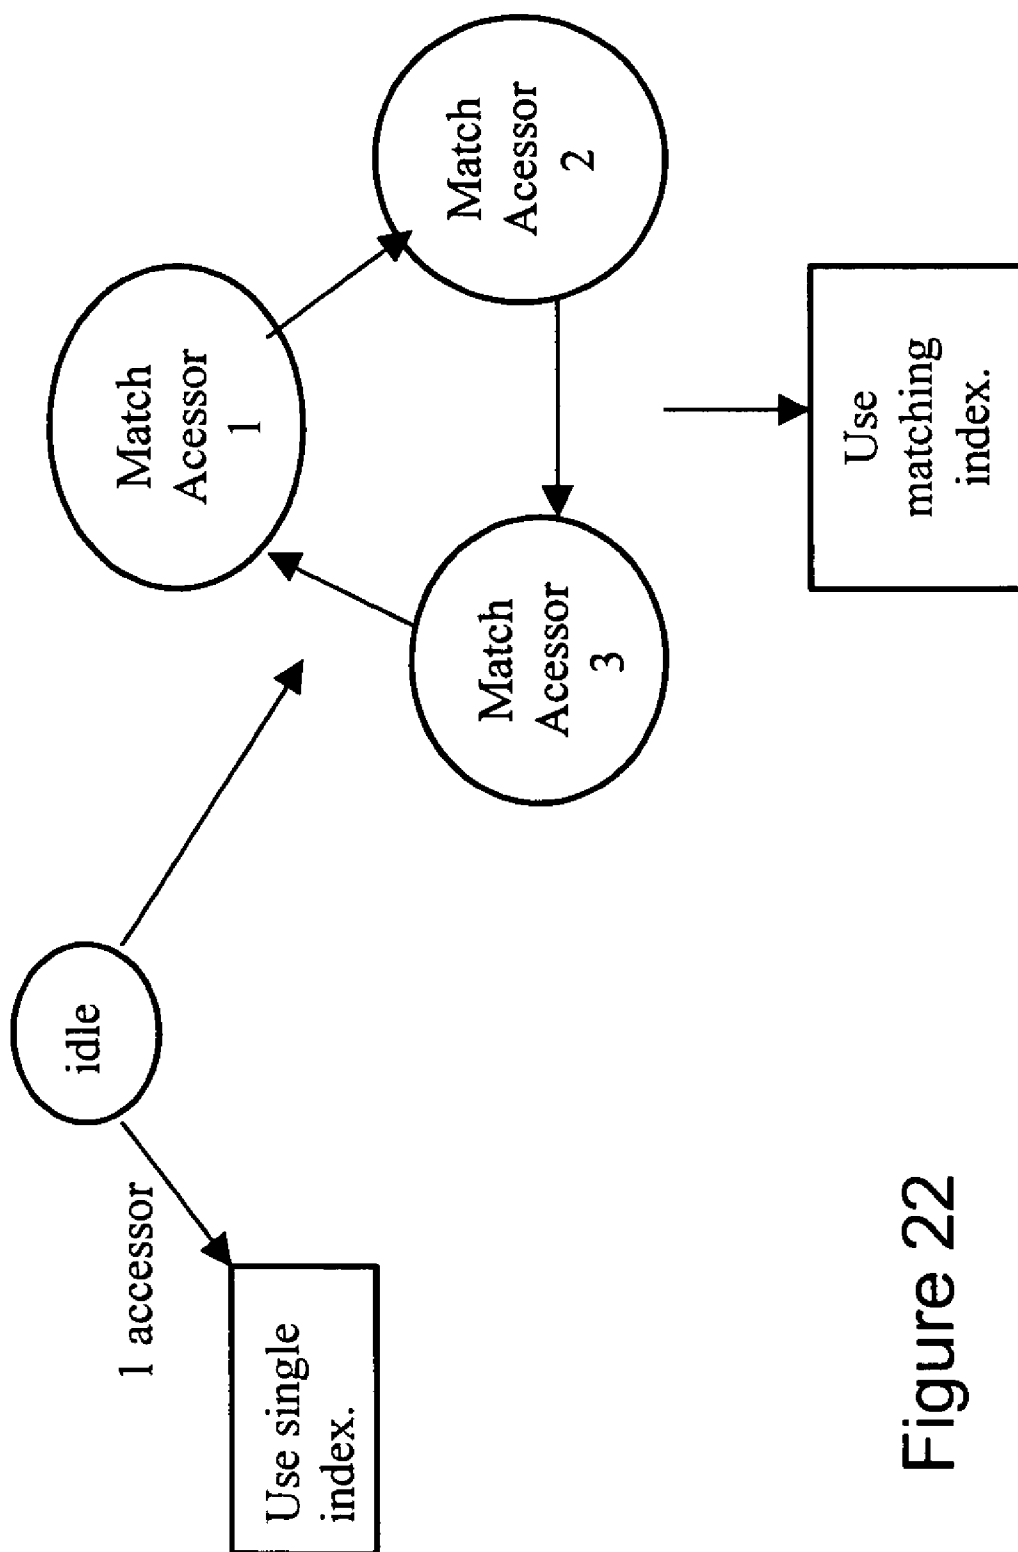 idle
1 accessor
Use single
index.
Match
Acessor
1
Match
Acessor
2
Match
Acessor
3
Use
matching
index.
Figure 22